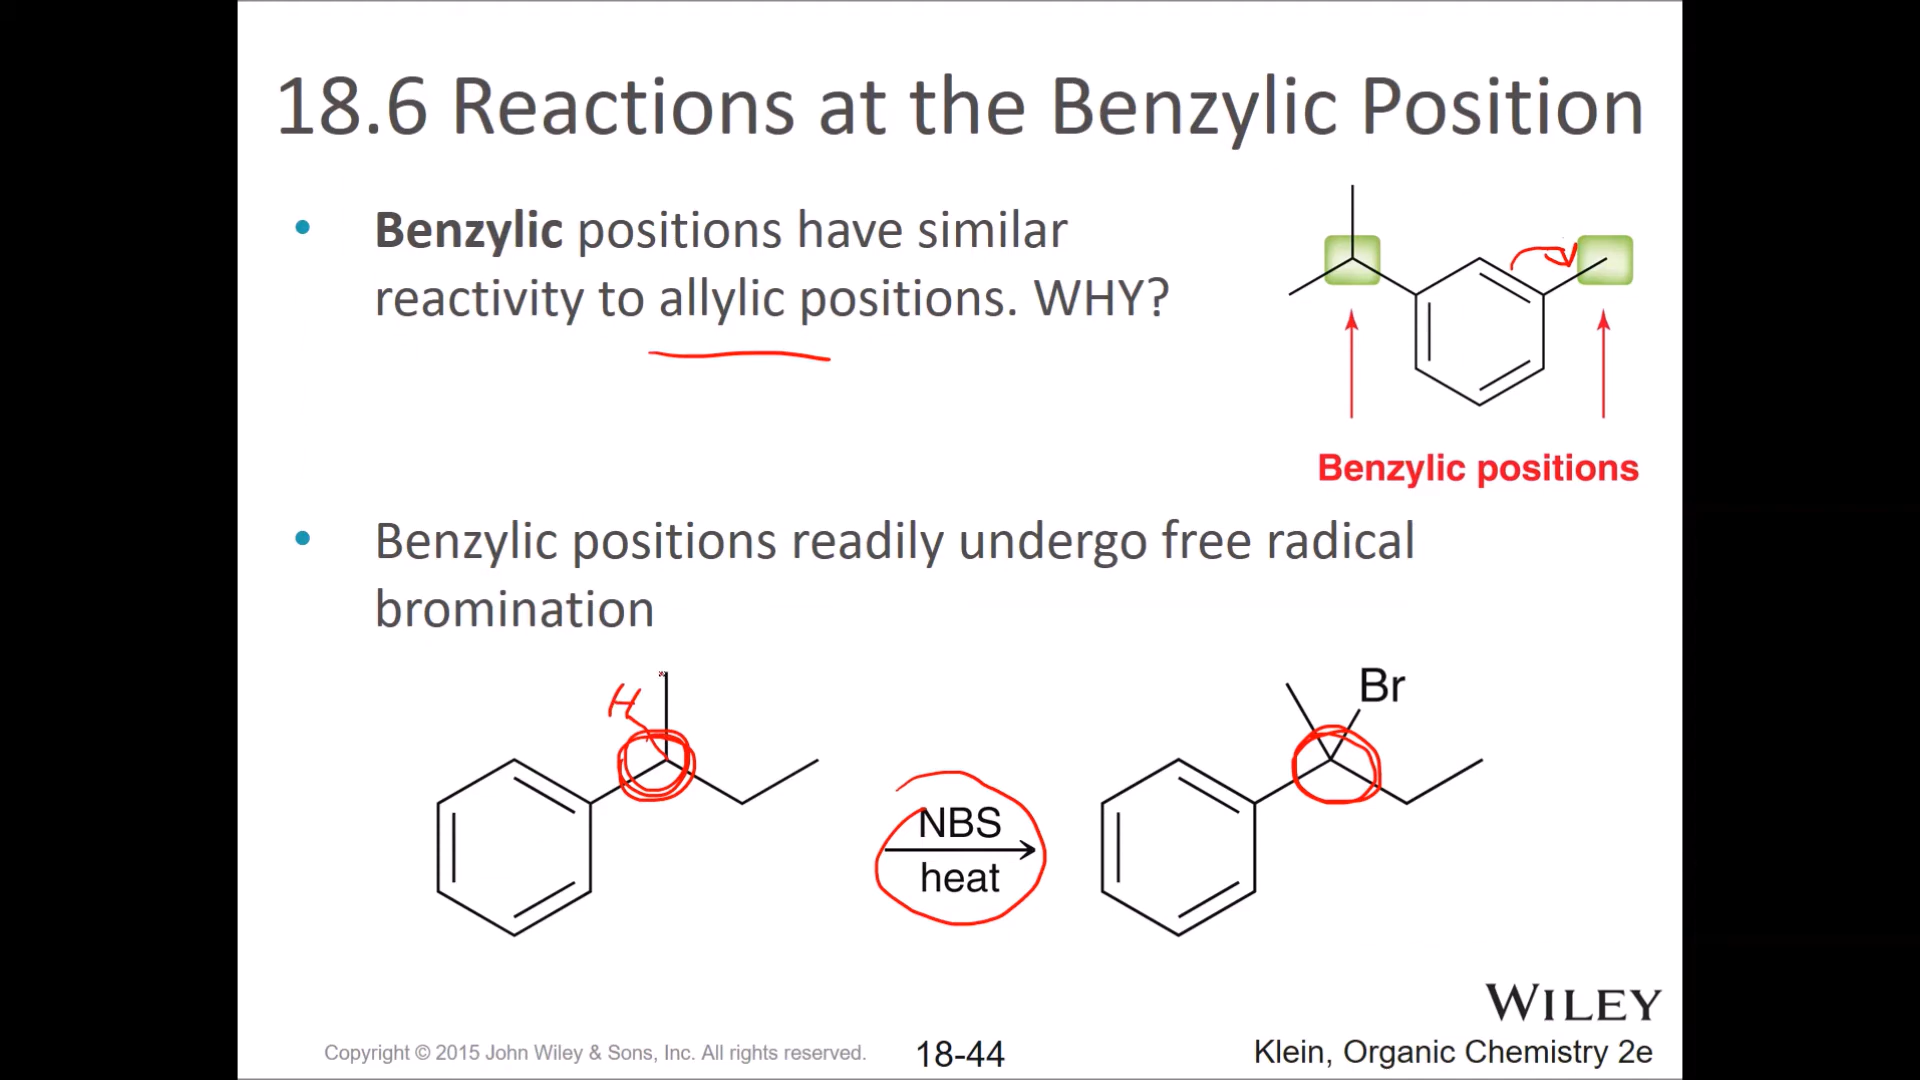 18.6 Reactions at the Benzylic Position
• Benzylic positions have similar
reactivity to allylic positions. WHY?
Benzylic positions
• Benzylic positions readily undergo free radical
bromination
H
NBS
heat
Br
WILEY
Copyright © 2015 John Wiley & Sons, Inc. All rights reserved.
18-44
Klein, Organic Chemistry 2e